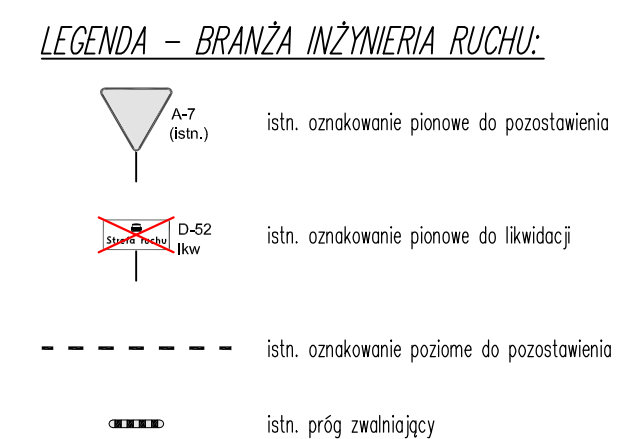 LEGENDA – BRANŻA INŻYNIERIA RUCHU:
A-7
(istn.)
istn. oznakowanie pionowe do pozostawienia
Strefa ruchu
D-52
lkw
istn. oznakowanie pionowe do likwidacji
istn. oznakowanie poziome do pozostawienia
istn. próg zwalniający